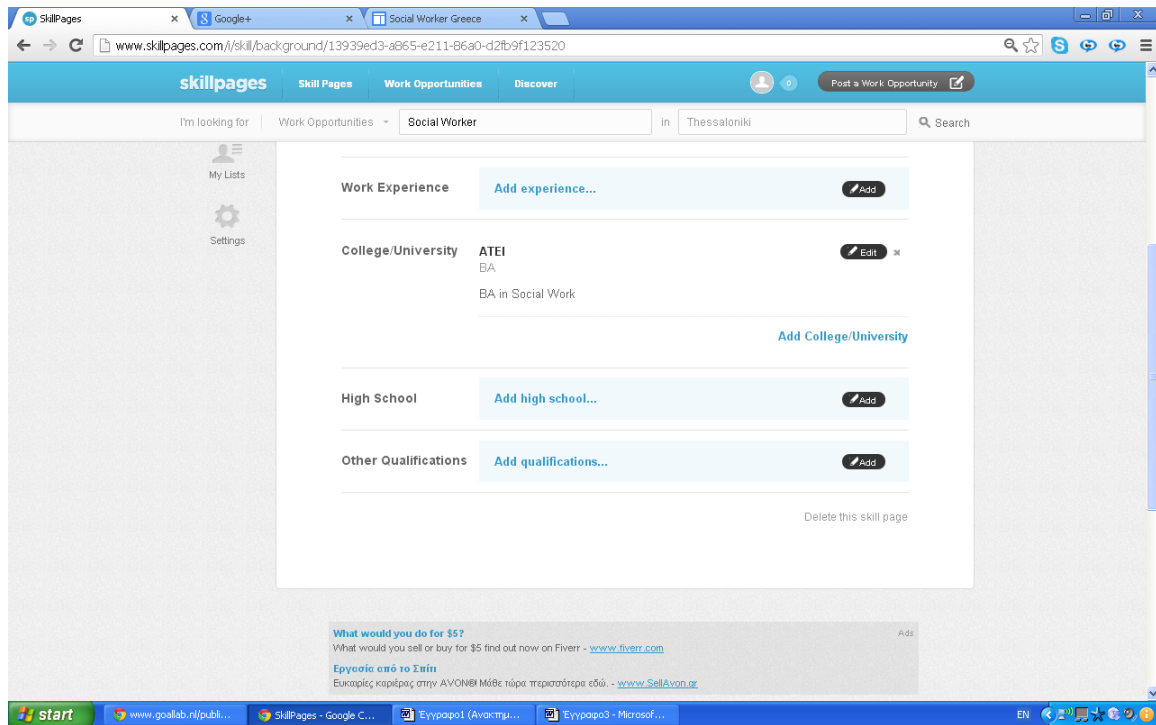 SkillPages
Google+
Social Worker Greece
www.skillpages.com/i/skill/background/13939ed3-a865-e211-86a0-d2fb9f123520
skillpages Skill Pages Work Opportunities Discover 0 Post a Work Opportunity
I'm looking for Work Opportunities Social Worker in Thessaloniki Search
My Lists
Settings
Work Experience Add experience... Add
College/University ATEI Edit
BA
BA in Social Work
Add College/University
High School Add high school... Add
Other Qualifications Add qualifications... Add
Delete this skill page
What would you do for $5? Ads
What would you sell or buy for $5 find out now on Fiverr - www.fiverr.com
Εργασία από το Σπίτι
Ευκαιρίες καριέρας στην AVON®! Μάθε τώρα περισσότερα εδώ. - www.SellAvon.gr
start www.goallab.nl/publi... SkillPages - Google C... Έγγραφο1 (Ανακτημ... Έγγραφο3 - Microsof... EN